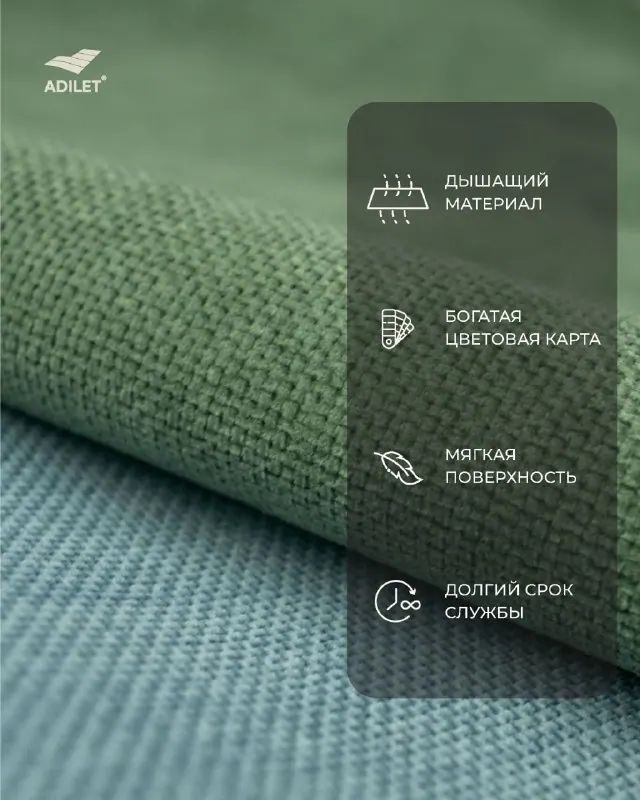 ADILET®
ДЫШАЩИЙ
МАТЕРИАЛ
БОГАТАЯ
ЦВЕТОВАЯ КАРТА
МЯГКАЯ
ПОВЕРХНОСТЬ
ДОЛГИЙ СРОК
СЛУЖБЫ